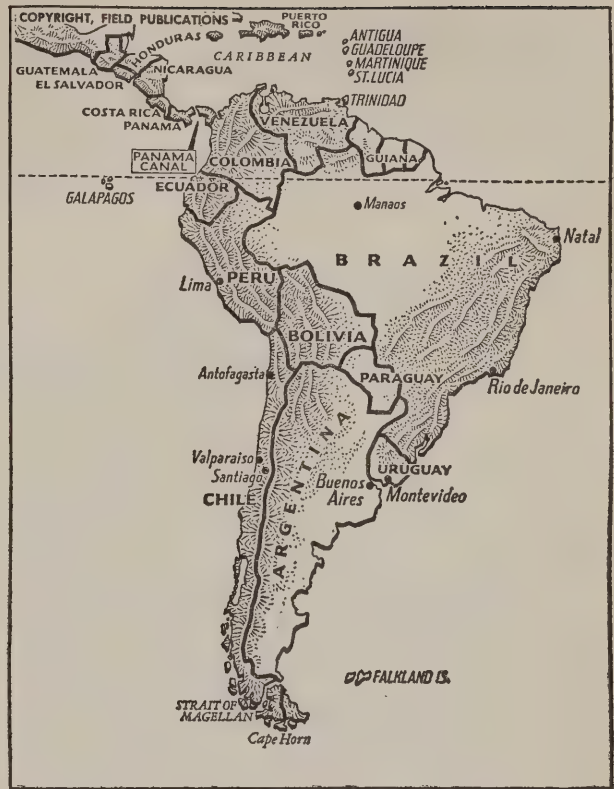 COPYRIGHT, FIELD PUBLICATIONS
PUERTO
RICO
HONDURAS
CARIBBEAN
ANTIGUA
GUADELOUPE
MARTINIQUE
ST. LUCIA
GUATEMALA
NICARAGUA
EL SALVADOR
TRINIDAD
COSTA RICA
PANAMA
VENEZUELA
PANAMA
CANAL
COLOMBIA
GUIANA
ECUADOR
GALAPAGOS
Manaos
Natal
BRAZIL
PERU
Lima
BOLIVIA
Antofagasta
PARAGUAY
Rio de Janeiro
ARGENTINA
Valparaiso
Santiago
URUGUAY
CHILE
Buenos
Aires
Montevideo
FALKLAND IS.
STRAIT OF
MAGELLAN
Cape Horn